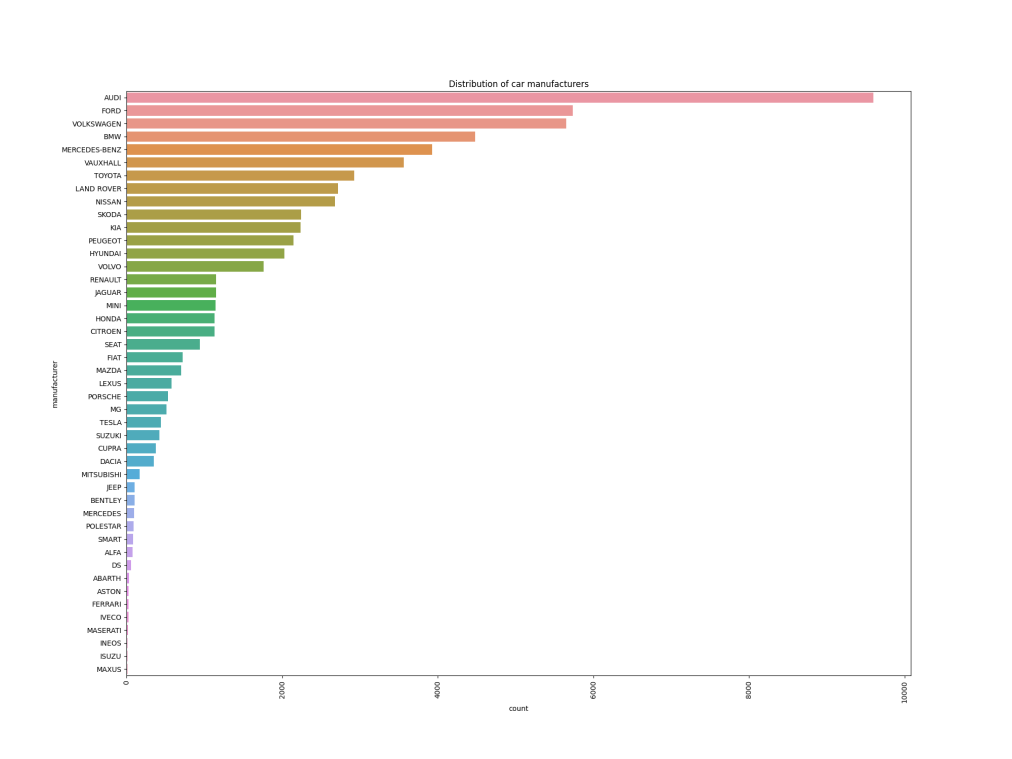 Distribution of car manufacturers
AUDI
FORD
VOLKSWAGEN
BMW
MERCEDES-BENZ
VAUXHALL
TOYOTA
LAND ROVER
NISSAN
SKODA
KIA
PEUGEOT
HYUNDAI
VOLVO
RENAULT
JAGUAR
MINI
HONDA
CITROEN
SEAT
FIAT
MAZDA
LEXUS
PORSCHE
MG
TESLA
SUZUKI
CUPRA
DACIA
MITSUBISHI
JEEP
BENTLEY
MERCEDES
POLESTAR
SMART
ALFA
DS
ABARTH
ASTON
FERRARI
IVECO
MASERATI
INEOS
ISUZU
MAXUS
manufacturer
0
2000
4000
6000
8000
10000
count